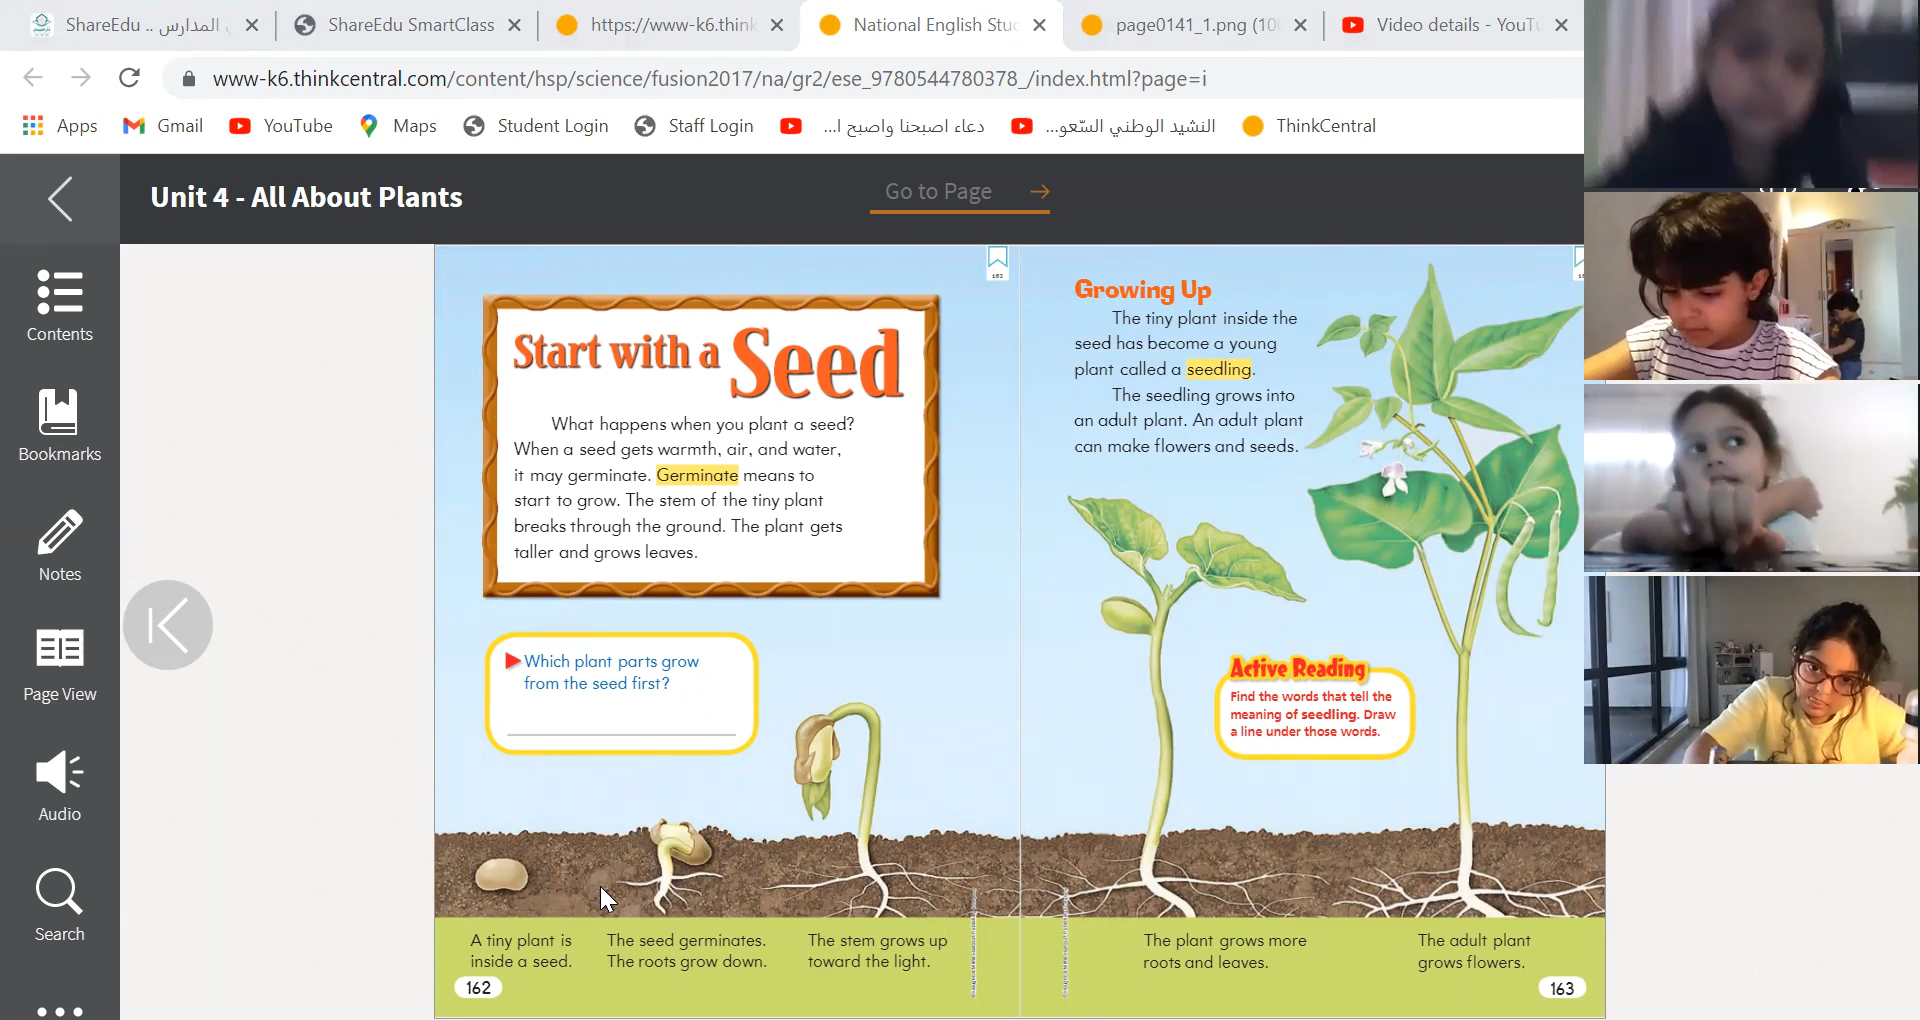 ShareEdu .. ي المدارس
ShareEdu SmartClass
https://www-k6.think
National English Stud
page0141_1.png (10
Video details - YouTu
www-k6.thinkcentral.com/content/hsp/science/fusion2017/na/gr2/ese_9780544780378_/index.html?page=i
Apps
Gmail
YouTube
Maps
Student Login
Staff Login
دعاء اصبحنا واصبح ا...
النشيد الوطني السّعو...
ThinkCentral
Unit 4 - All About Plants
Go to Page
Contents
Bookmarks
Notes
Page View
Audio
Search
162
Start with a Seed
What happens when you plant a seed?
When a seed gets warmth, air, and water,
it may germinate. Germinate means to
start to grow. The stem of the tiny plant
breaks through the ground. The plant gets
taller and grows leaves.
Which plant parts grow
from the seed first?
A tiny plant is
inside a seed.
The seed germinates.
The roots grow down.
The stem grows up
toward the light.
162
Growing Up
The tiny plant inside the
seed has become a young
plant called a seedling.
The seedling grows into
an adult plant. An adult plant
can make flowers and seeds.
Active Reading
Find the words that tell the
meaning of seedling. Draw
a line under those words.
The plant grows more
roots and leaves.
The adult plant
grows flowers.
163